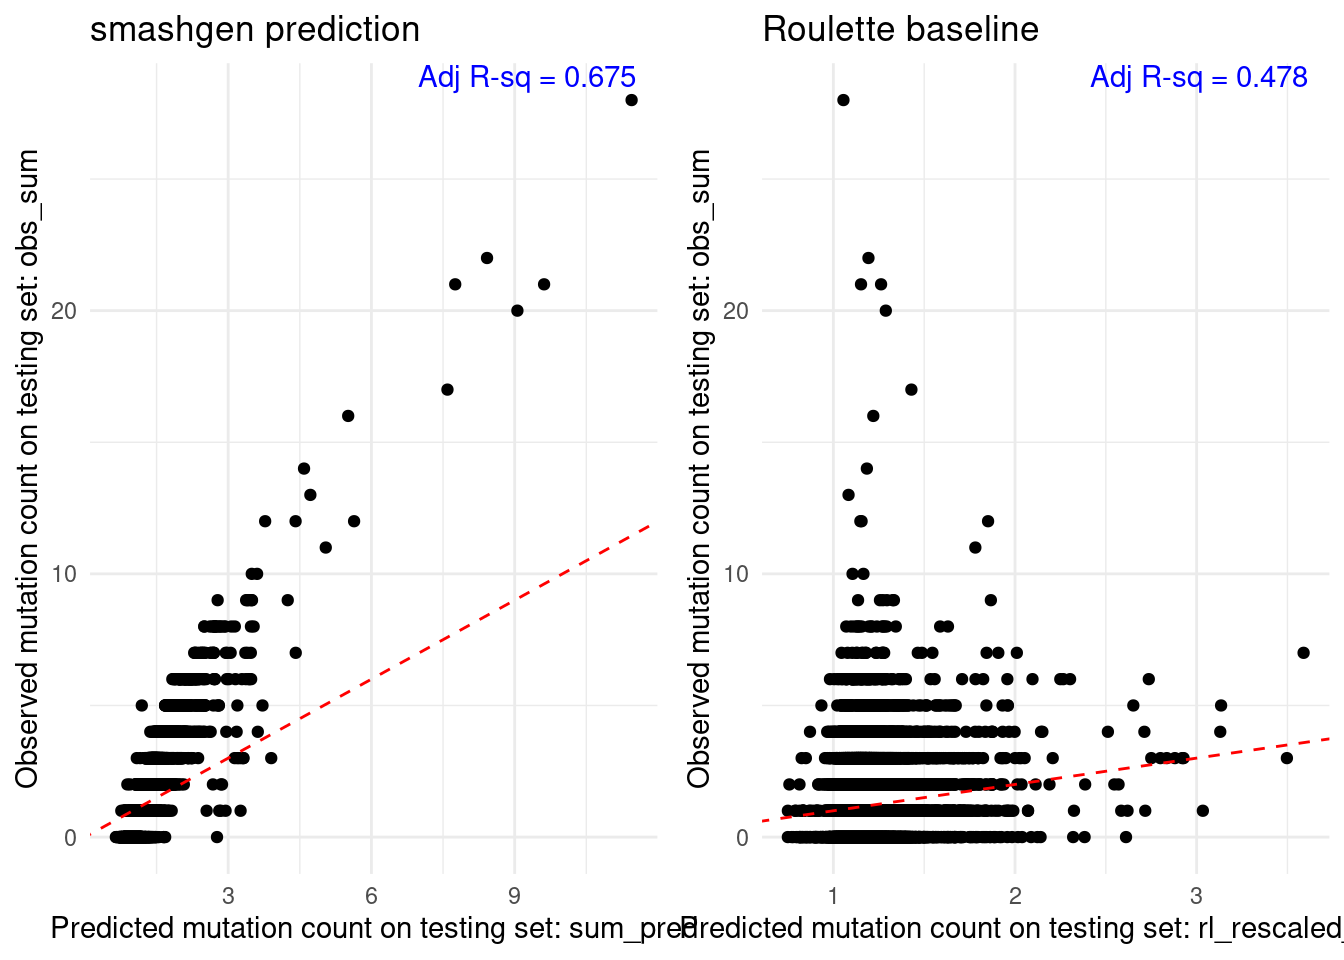 smashgen prediction
Adj R-sq = 0.675
Observed mutation count on testing set: obs_sum
20
10
0
3
6
9
Predicted mutation count on testing set: sum_pred
Roulette baseline
Adj R-sq = 0.478
Observed mutation count on testing set: obs_sum
20
10
0
1
2
3
Predicted mutation count on testing set: rl_rescaled_